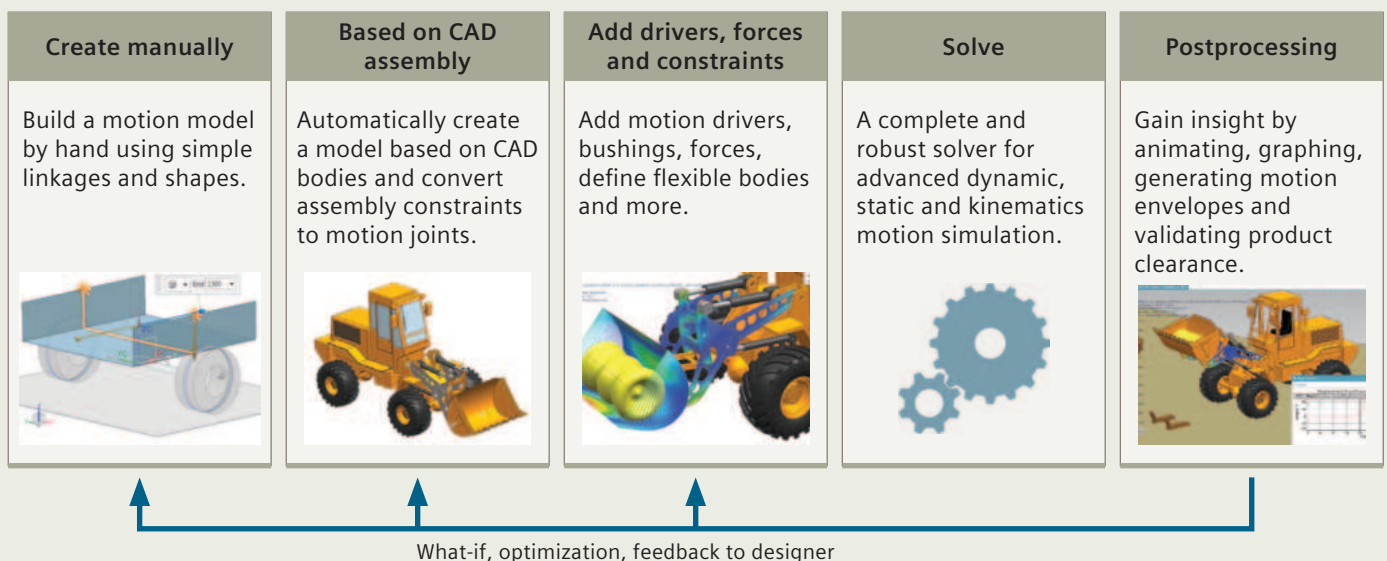 Create manually
Build a motion model
by hand using simple
linkages and shapes.
Based on CAD
assembly
Automatically create
a model based on CAD
bodies and convert
assembly constraints
to motion joints.
Add drivers, forces
and constraints
Add motion drivers,
bushings, forces,
define flexible bodies
and more.
Solve
A complete and
robust solver for
advanced dynamic,
static and kinematics
motion simulation.
Postprocessing
Gain insight by
animating, graphing,
generating motion
envelopes and
validating product
clearance.
What-if, optimization, feedback to designer